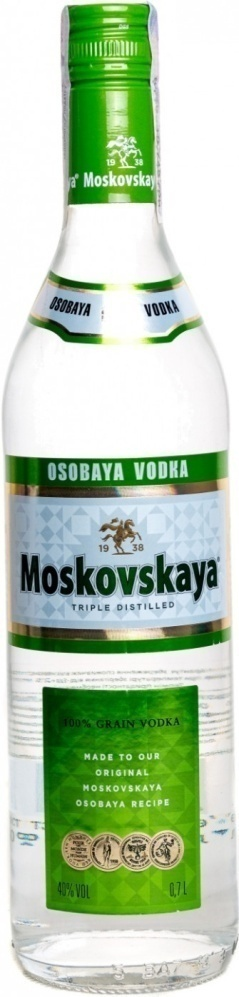 19 38
Moskovskay
OSOBAYA VODKA
OSOBAYA VODKA
19 38
Moskovskaya®
TRIPLE DISTILLED
100% GRAIN VODKA
MADE TO OUR
ORIGINAL
MOSKOVSKAYA
OSOBAYA RECIPE
40% VOL 0,7 L